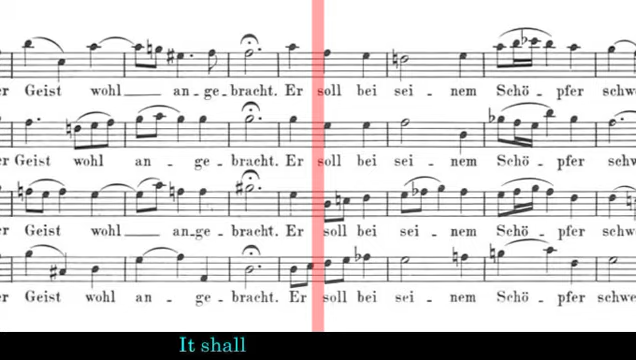 er Geist wohl an-ge-bracht. Er soll bei sei-nem Schö-pfer schw
er Geist wohl an-ge-bracht. Er soll bei sei-nem Schö-pfer schwe
er Geist wohl an-ge-bracht. Er soll bei sei-nem Schö-pfer schw
er Geist wohl an-ge-bracht. Er soll bei sei-nem Schö-pfer schwe
It shall